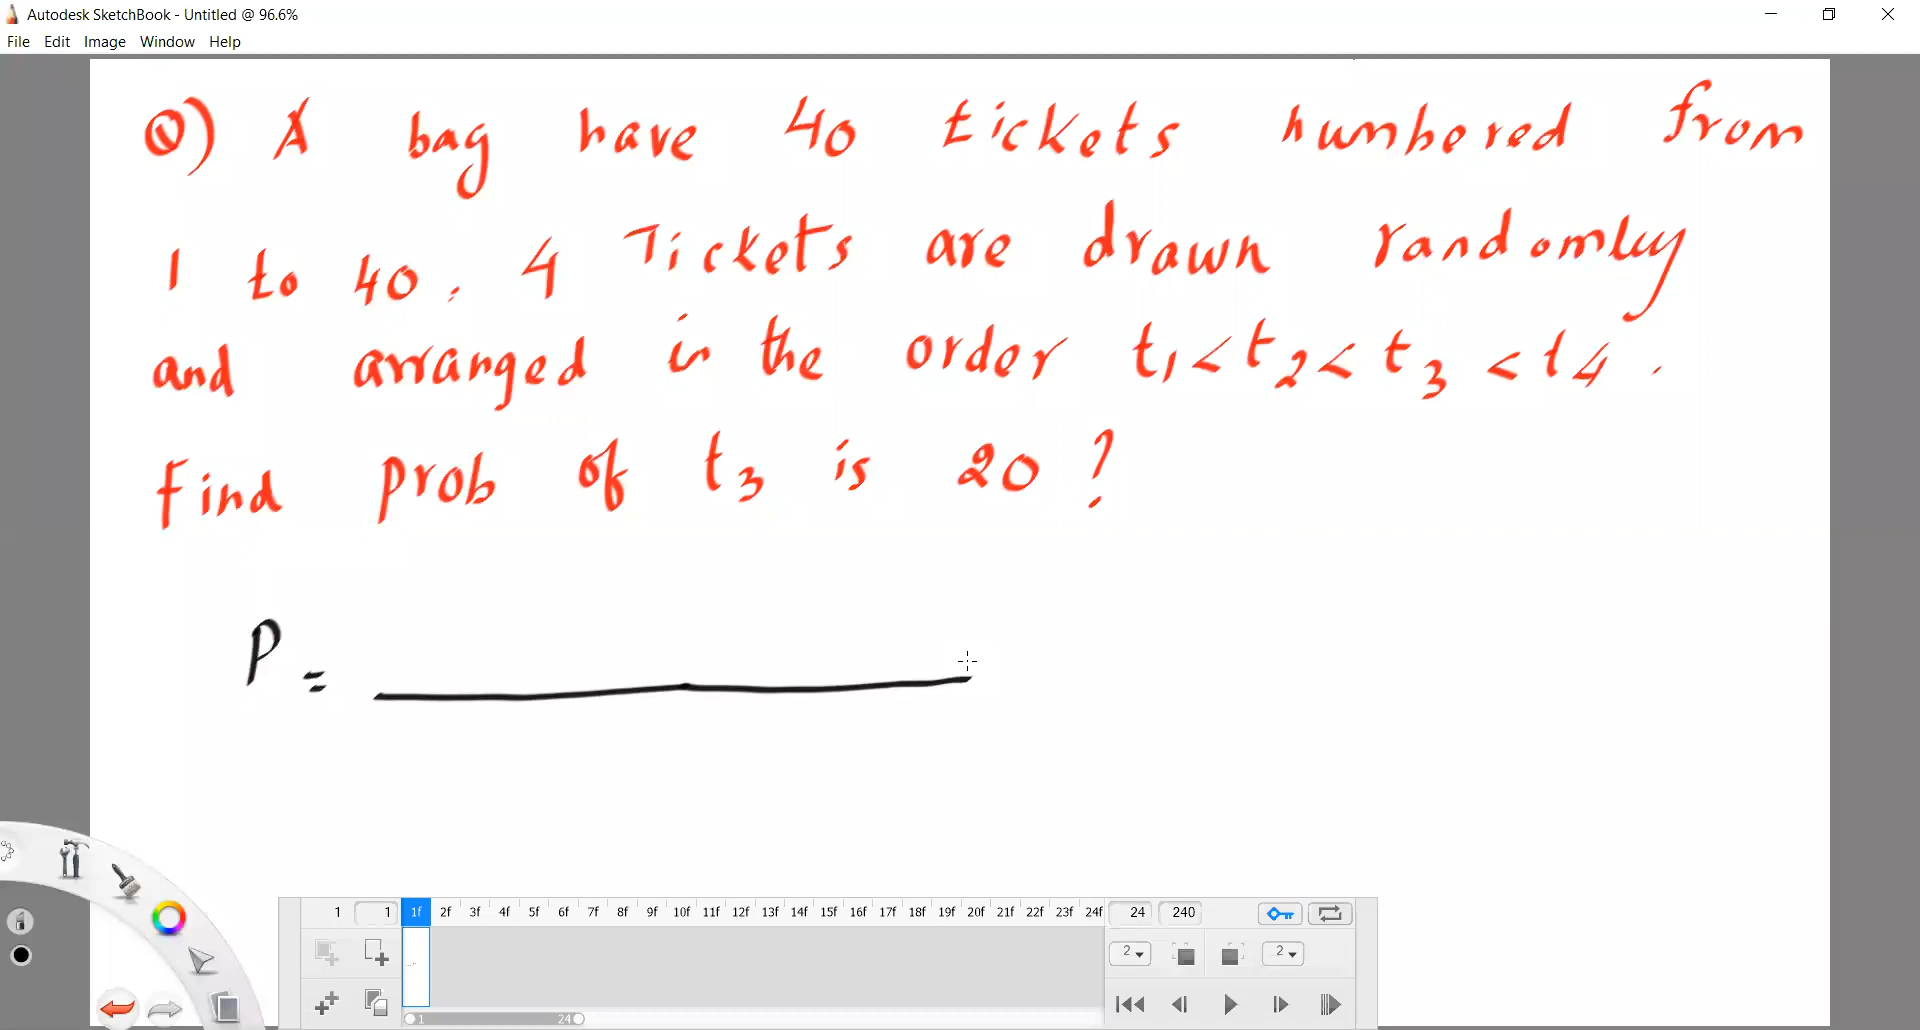 Autodesk SketchBook - Untitled @ 96.6%
File Edit Image Window Help
Q) A bag have 40 tickets numbered from
1 to 40. 4 Tickets are drawn randomly
and arranged in the order t1 < t2 < t3 < t4.
Find prob of t3 is 20 ?
P =
1 1 1f 2f 3f 4f 5f 6f 7f 8f 9f 10f 11f 12f 13f 14f 15f 16f 17f 18f 19f 20f 21f 22f 23f 24f 24 240
2 2
1 24